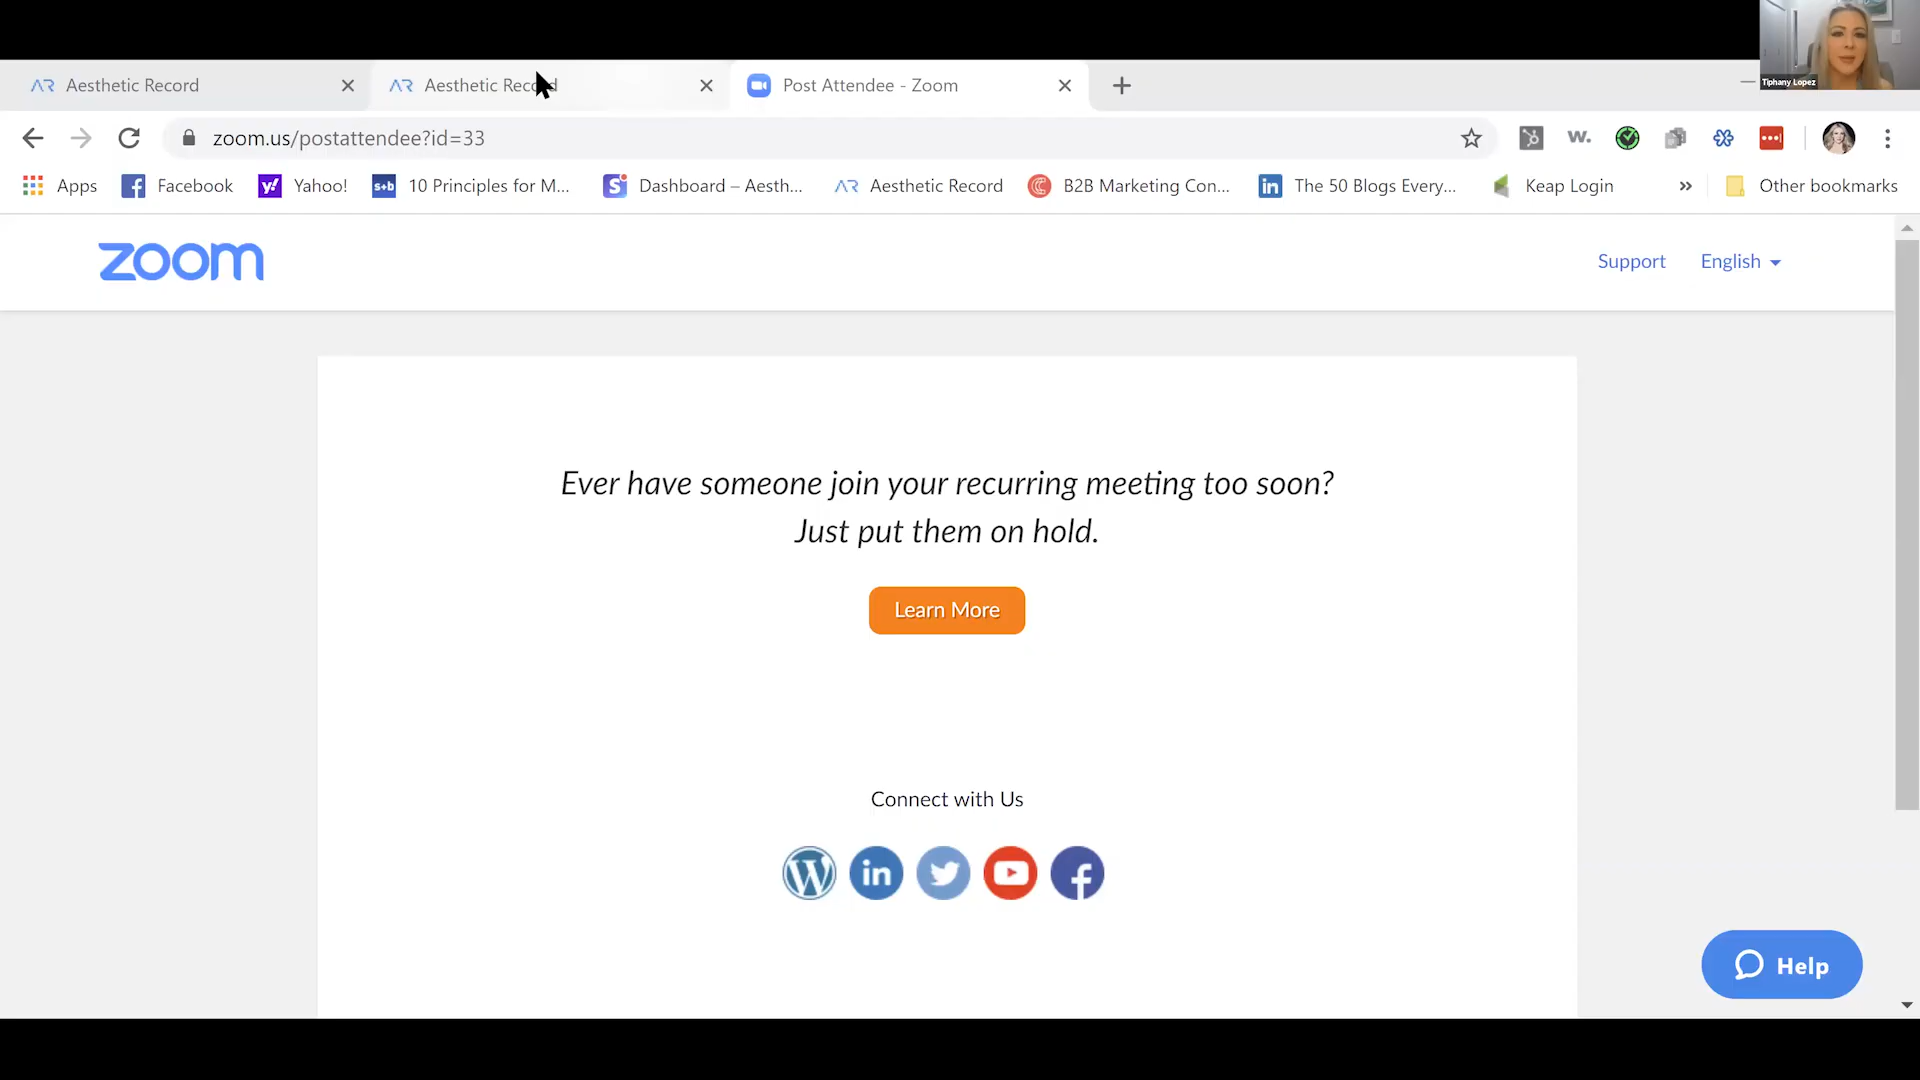 Aesthetic Record
Aesthetic Rec d
Post Attendee - Zoom
Tiphany Lopez
zoom.us/postattendee?id=33
W.
Apps
Facebook
y!
Yahoo!
s+b
10 Principles for M...
S
Dashboard – Aesth...
Aesthetic Record
B2B Marketing Con...
in
The 50 Blogs Every...
Keap Login
Other bookmarks
zoom
Support
English
Ever have someone join your recurring meeting too soon?
Just put them on hold.
Learn More
Connect with Us
Help